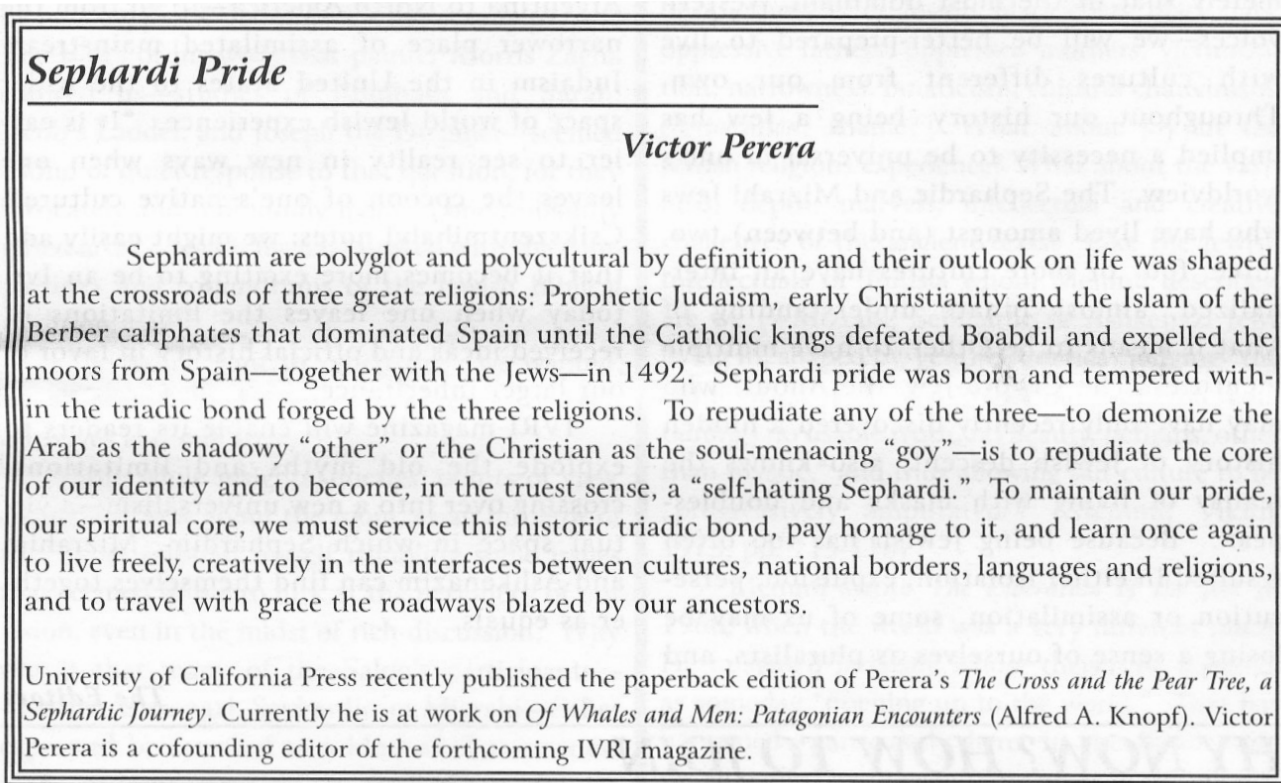 Sephardi Pride
Victor Perera
Sephardim are polyglot and polycultural by definition, and their outlook on life was shaped
at the crossroads of three great religions: Prophetic Judaism, early Christianity and the Islam of the
Berber caliphates that dominated Spain until the Catholic kings defeated Boabdil and expelled the
moors from Spain—together with the Jews—in 1492. Sephardi pride was born and tempered with-
in the triadic bond forged by the three religions. To repudiate any of the three—to demonize the
Arab as the shadowy "other", or the Christian as the soul-menacing "goy"—is to repudiate the core
of our identity and to become, in the truest sense, a "self-hating Sephardi." To maintain our pride,
our spiritual core, we must service this historic triadic bond, pay homage to it, and learn once again
to live freely, creatively in the interfaces between cultures, national borders, languages and religions,
and to travel with grace the roadways blazed by our ancestors.
University of California Press recently published the paperback edition of Perera's The Cross and the Pear Tree, a
Sephardic Journey. Currently he is at work on Of Whales and Men: Patagonian Encounters (Alfred A. Knopf). Victor
Perera is a cofounding editor of the forthcoming IVRI magazine.